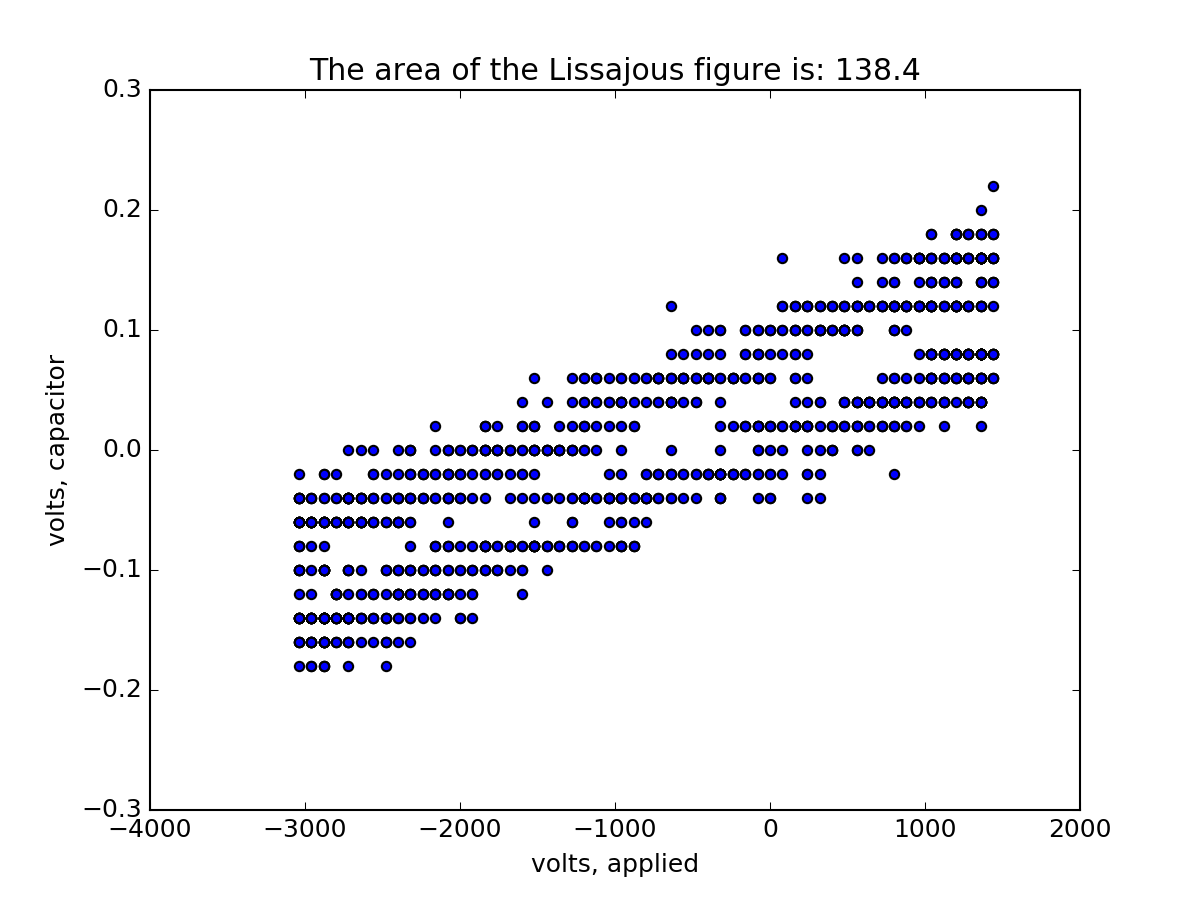 The area of the Lissajous figure is: 138.4
0.3
0.2
0.1
0.0
−0.1
−0.2
−0.3
volts, capacitor
−4000 −3000 −2000 −1000 0 1000 2000
volts, applied